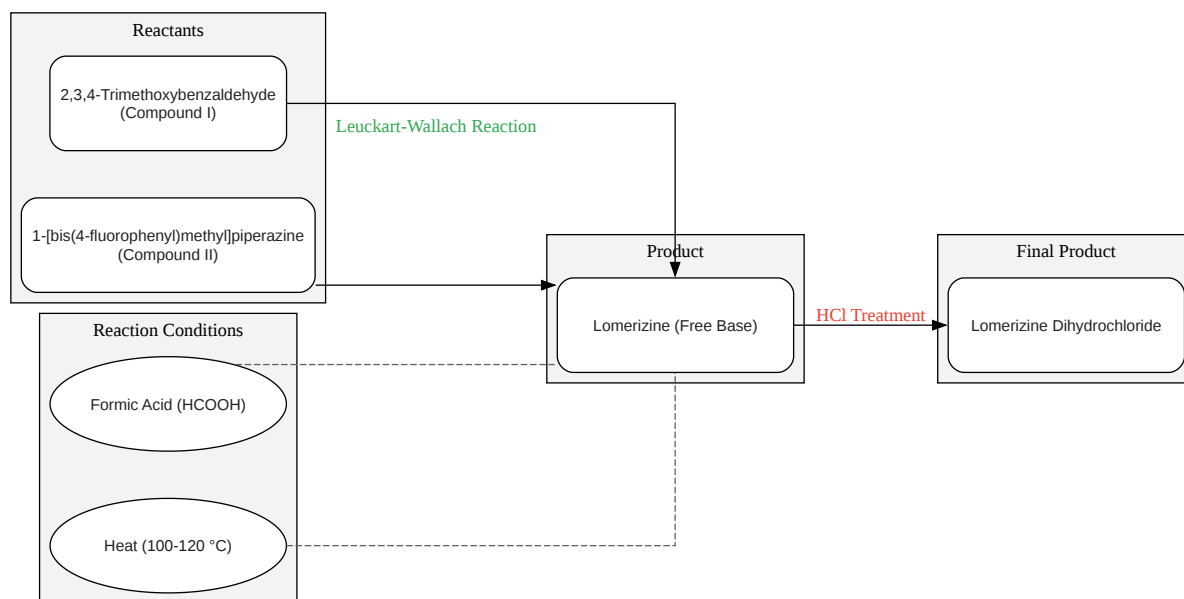 Reactants
2,3,4-Trimethoxybenzaldehyde
(Compound I)
Leuckart-Wallach Reaction
1-[bis(4-fluorophenyl)methyl]piperazine
(Compound II)
Product
Lomerizine (Free Base)
HCl Treatment
Final Product
Lomerizine Dihydrochloride
Reaction Conditions
Formic Acid (HCOOH)
Heat (100-120 °C)